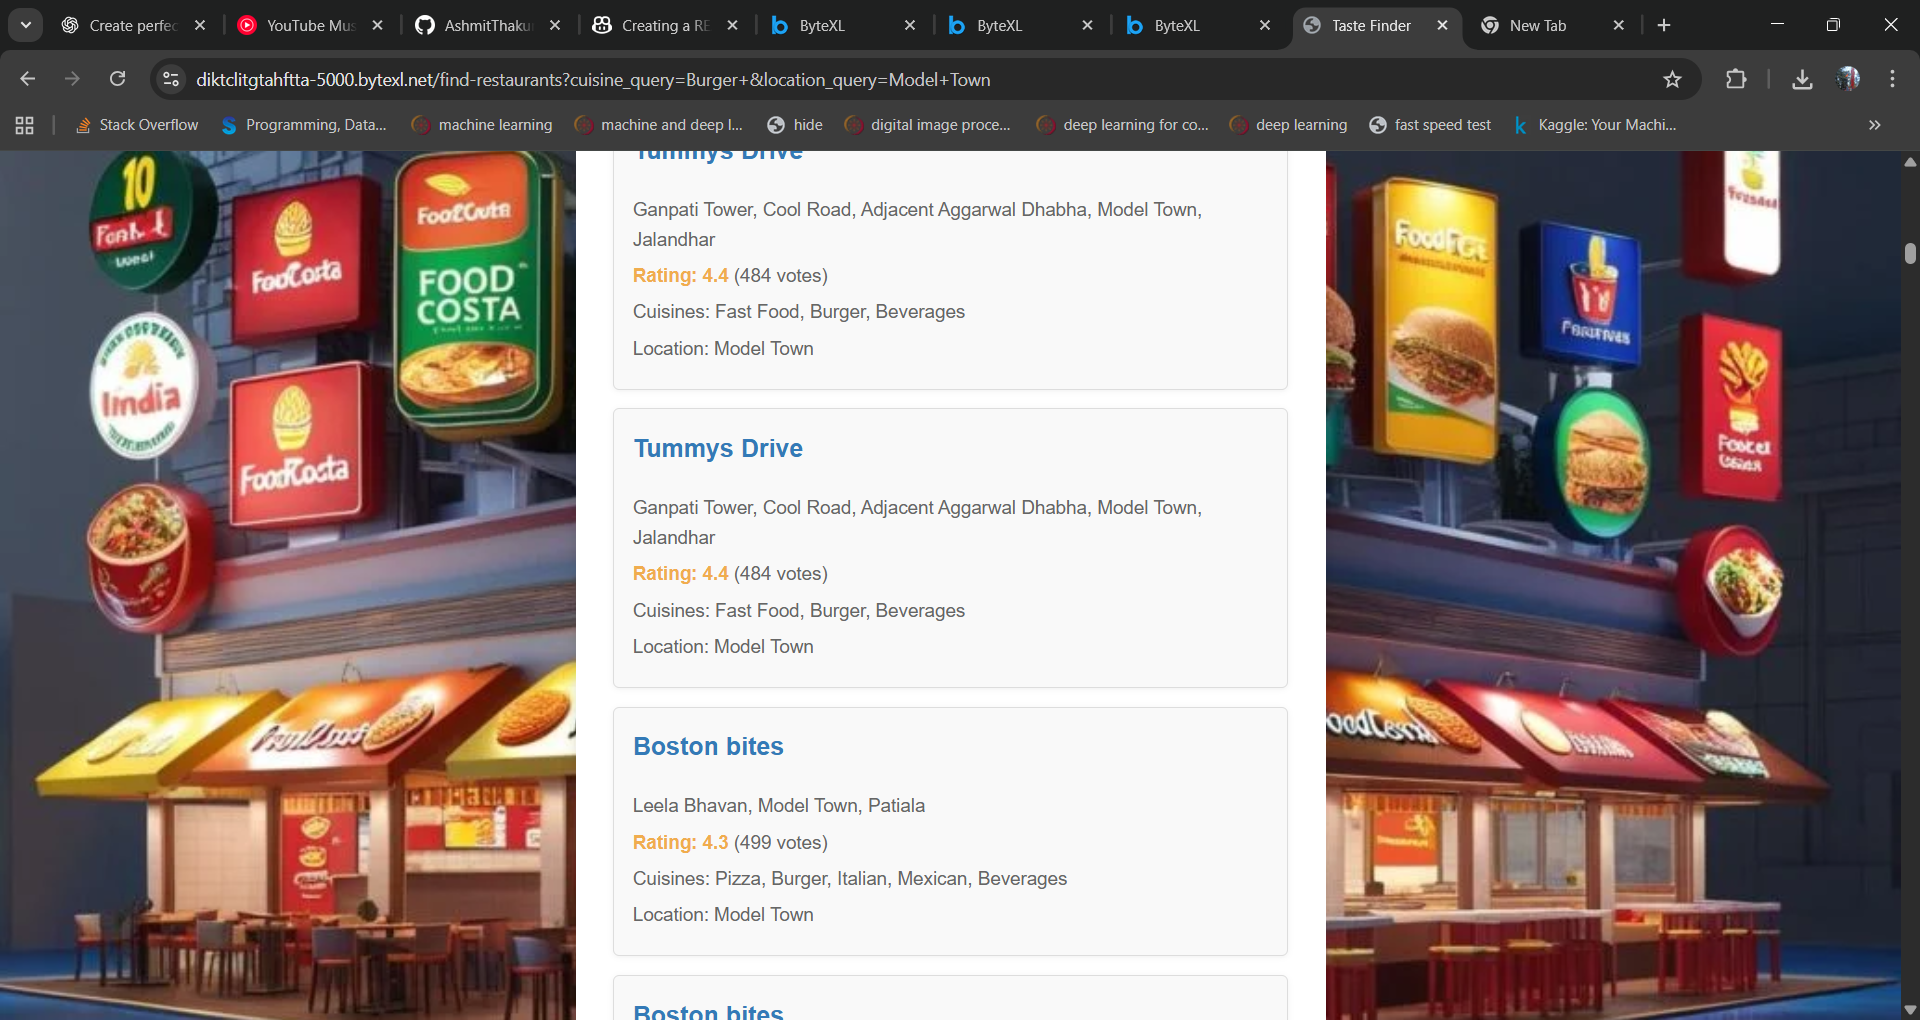 Create perfec
YouTube Mus
AshmitThaku
Creating a RE
ByteXL
ByteXL
ByteXL
Taste Finder
New Tab
diktclitgtahftta-5000.bytexl.net/find-restaurants?cuisine_query=Burger+&location_query=Model+Town
Stack Overflow
Programming, Data...
machine learning
machine and deep l...
hide
digital image proce...
deep learning for co...
deep learning
fast speed test
Kaggle: Your Machi...
Tummys Drive
Ganpati Tower, Cool Road, Adjacent Aggarwal Dhabha, Model Town,
Jalandhar
Rating: 4.4 (484 votes)
Cuisines: Fast Food, Burger, Beverages
Location: Model Town
Tummys Drive
Ganpati Tower, Cool Road, Adjacent Aggarwal Dhabha, Model Town,
Jalandhar
Rating: 4.4 (484 votes)
Cuisines: Fast Food, Burger, Beverages
Location: Model Town
Boston bites
Leela Bhavan, Model Town, Patiala
Rating: 4.3 (499 votes)
Cuisines: Pizza, Burger, Italian, Mexican, Beverages
Location: Model Town
Boston bites
10
FOOD
COSTA